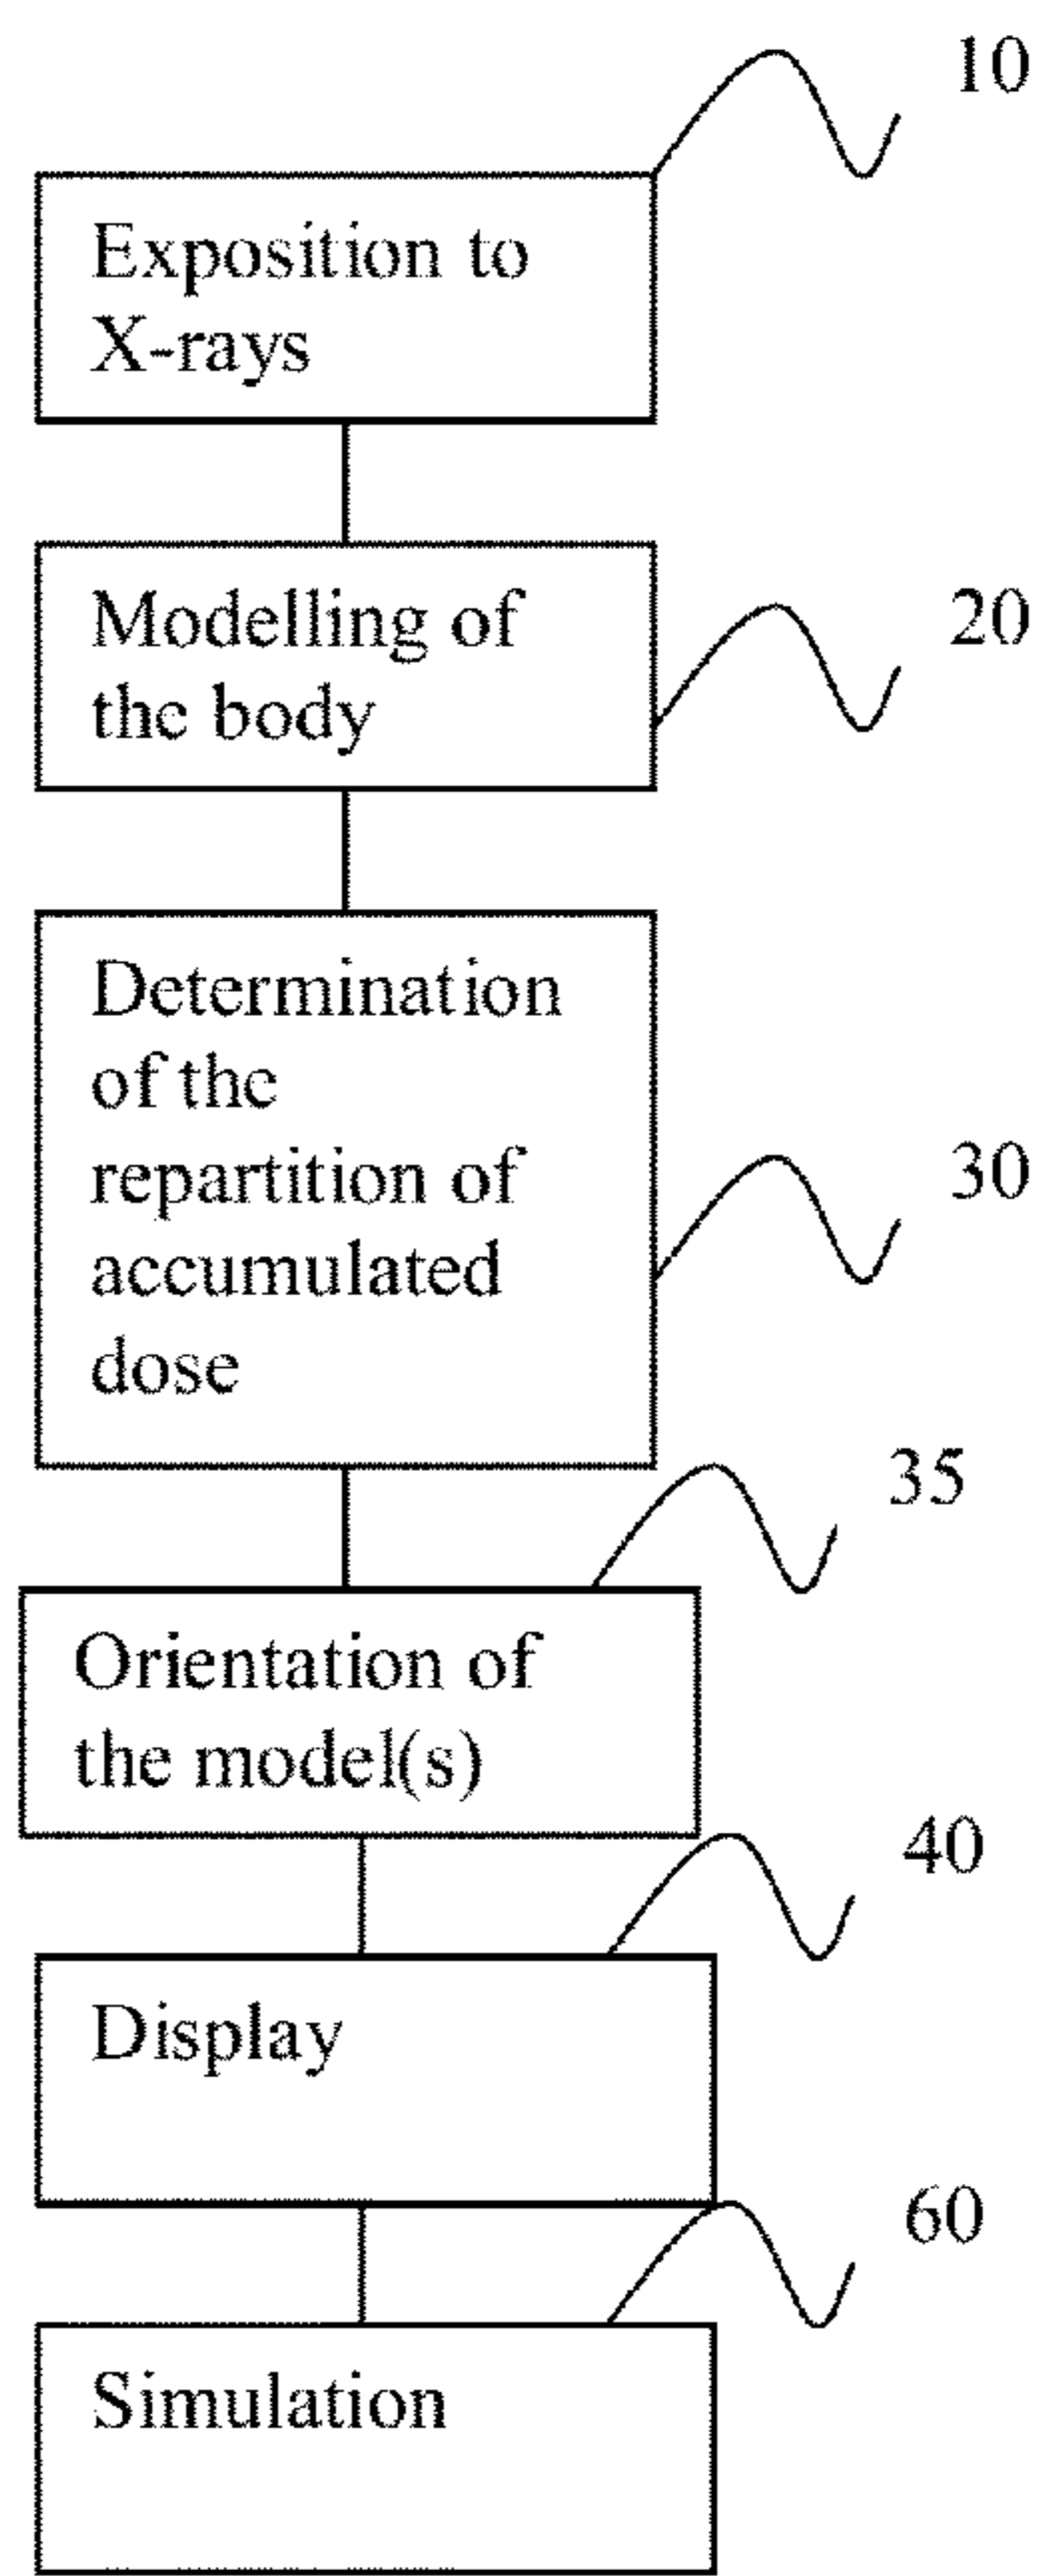 10
Exposition to
X-rays
20
Modelling of
the body
30
Determination
of the
repartition of
accumulated
dose
35
Orientation of
the model(s)
40
Display
60
Simulation